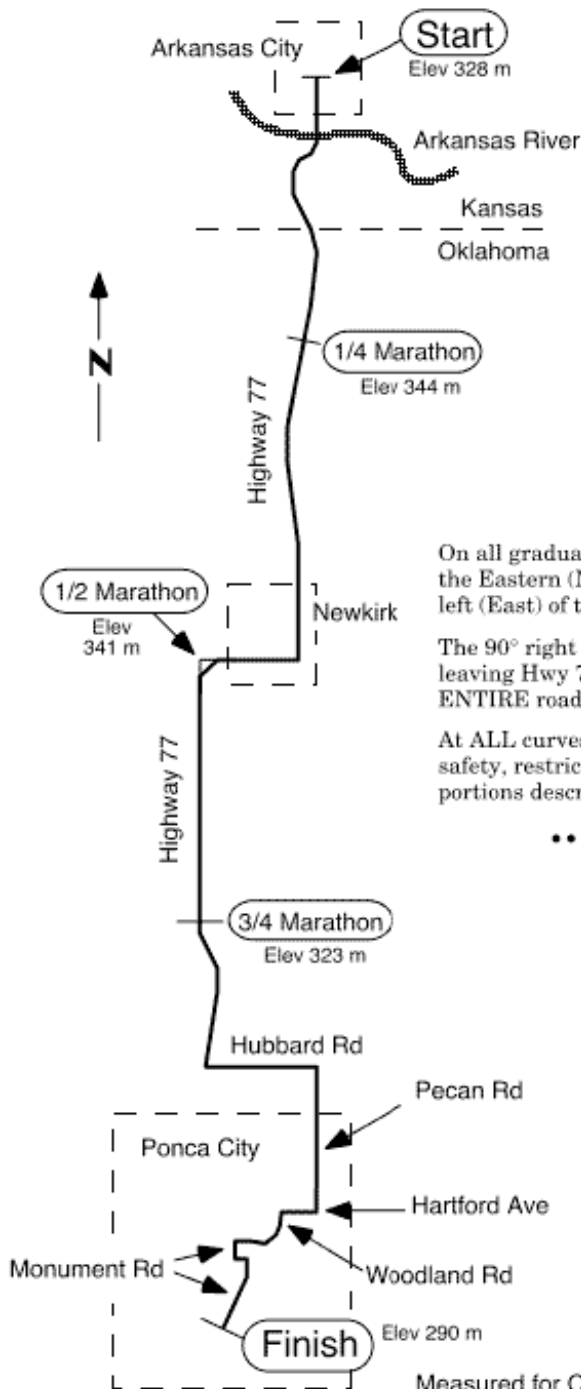 Arkansas City
Start
Elev 328 m
Arkansas River
Kansas
Oklahoma
N
1/4 Marathon
Elev 344 m
Highway 77
On all gradua
the Eastern (
left (East) of t
1/2 Marathon
Elev
341 m
Newkirk
The 90° right
leaving Hwy 7
ENTIRE road
At ALL curves
safety, restric
portions descr
Highway 77
3/4 Marathon
Elev 323 m
Hubbard Rd
Pecan Rd
Ponca City
Hartford Ave
Woodland Rd
Monument Rd
Finish
Elev 290 m
Measured for